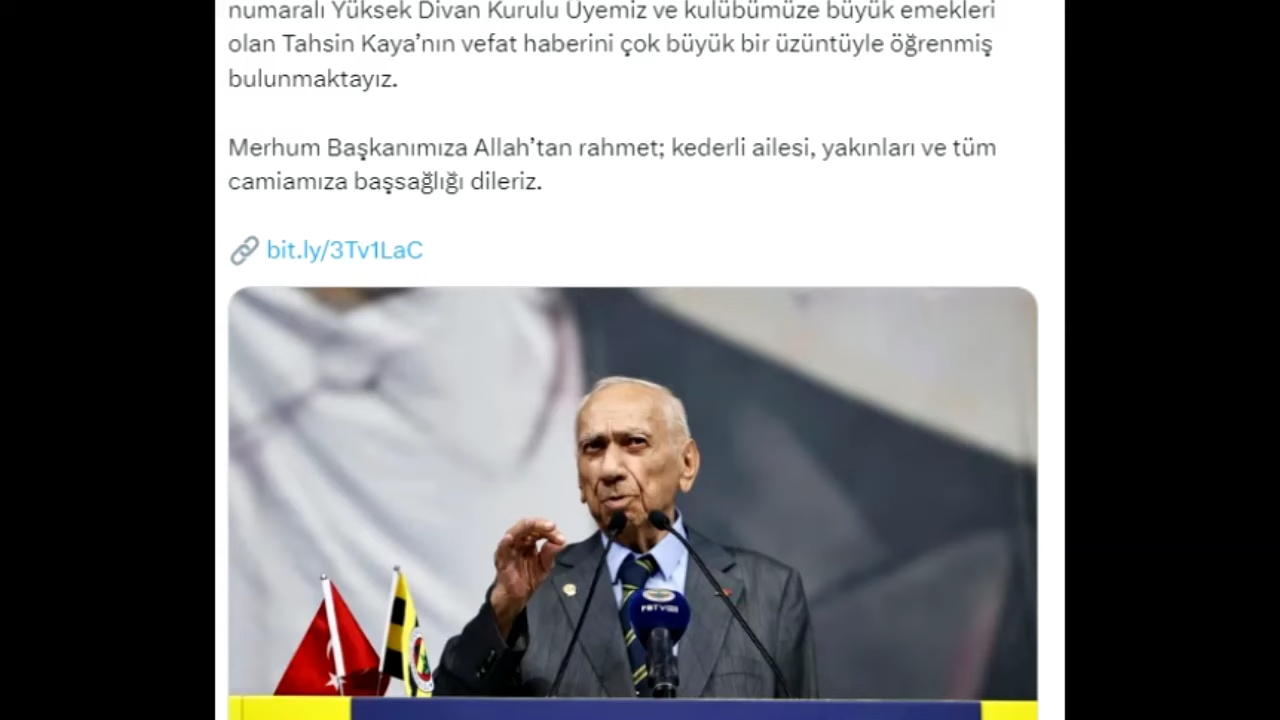 numaralı Yüksek Divan Kurulu Üyemiz ve kulübümüze büyük emekleri
olan Tahsin Kaya’nın vefat haberini çok büyük bir üzüntüyle öğrenmiş
bulunmaktayız.
Merhum Başkanımıza Allah’tan rahmet; kederli ailesi, yakınları ve tüm
camiamıza başsağlığı dileriz.
bit.ly/3Tv1LaC
FBTV